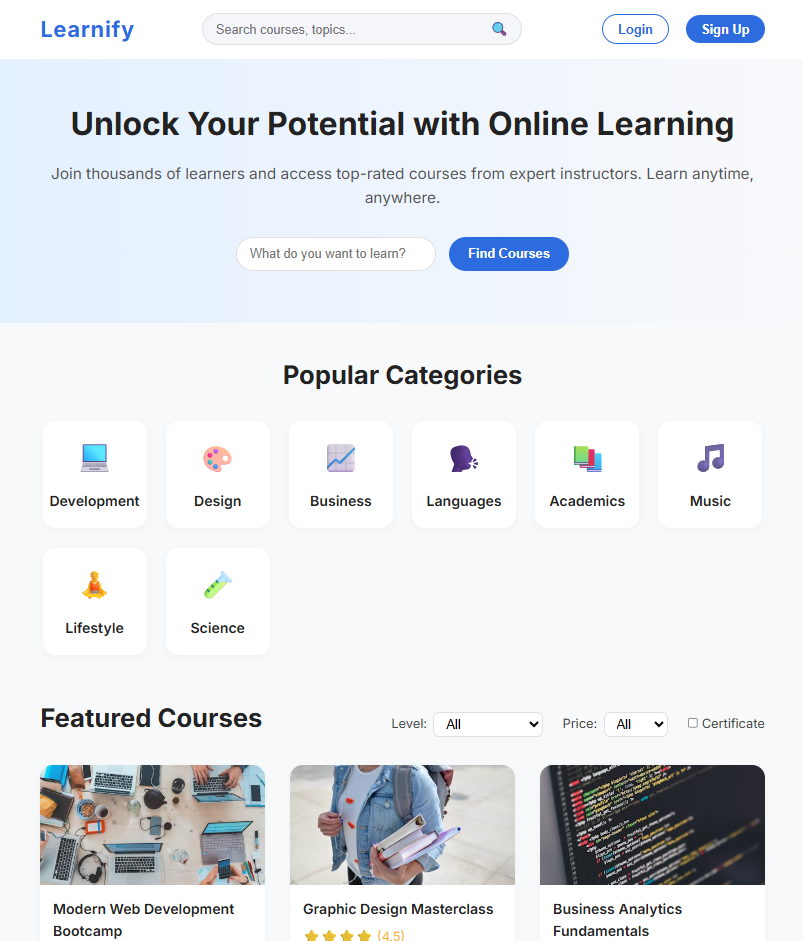 Learnify
Search courses, topics...
Login
Sign Up
Unlock Your Potential with Online Learning
Join thousands of learners and access top-rated courses from expert instructors. Learn anytime,
anywhere.
What do you want to learn?
Find Courses
Popular Categories
Development
Design
Business
Languages
Academics
Music
Lifestyle
Science
Featured Courses
Level:
All
Price:
All
Certificate
Modern Web Development
Bootcamp
Graphic Design Masterclass
(4.5)
Business Analytics
Fundamentals